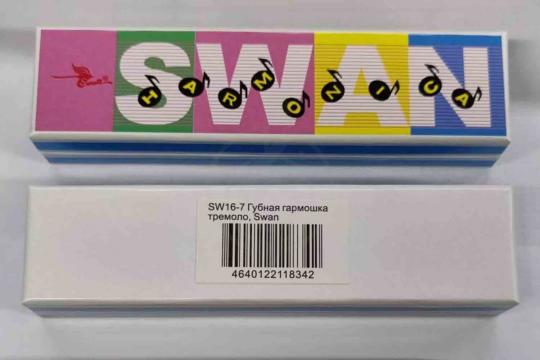 SWAN
HARMONICA
SW16-7 Губная гармошка
тремоло, Swan
4640122118342